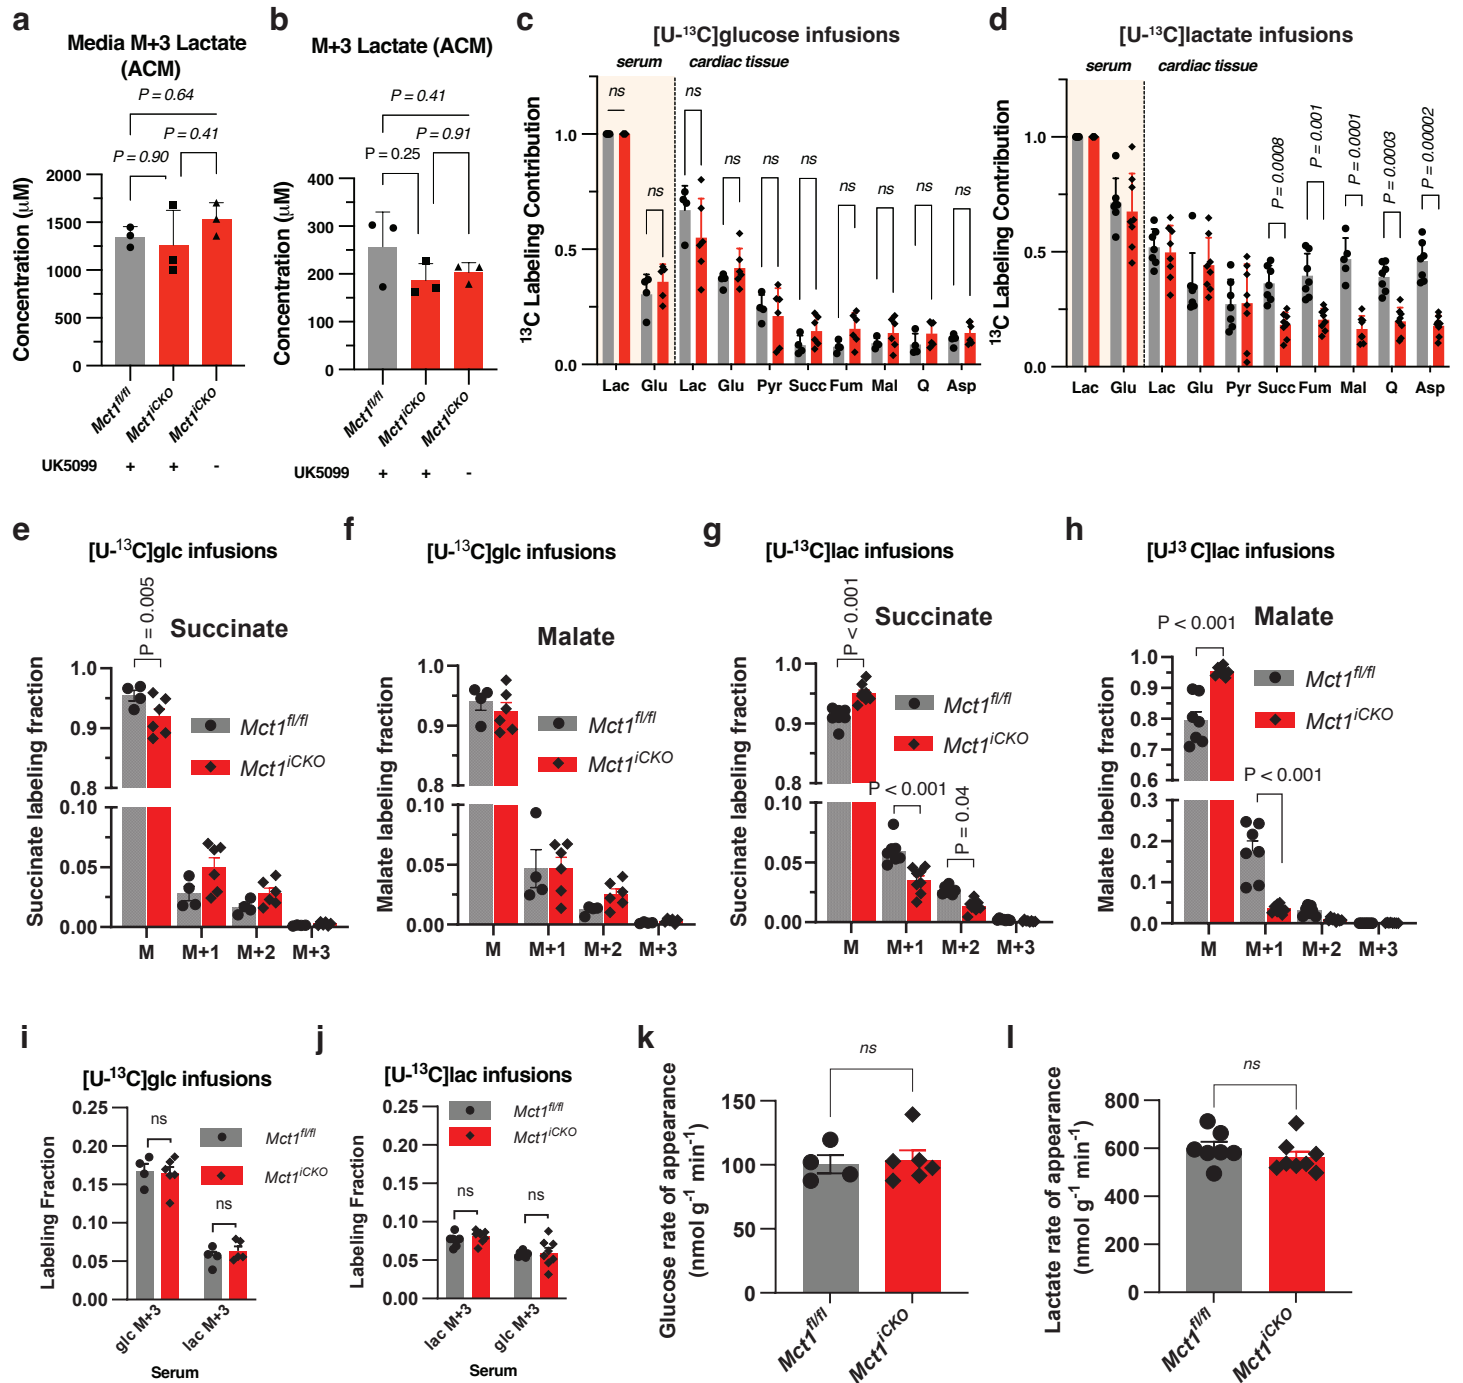 a
Media M+3 Lactate
(ACM)
P = 0.64
P = 0.41
P = 0.90
Concentration (μM)
2000
1500
1000
500
0
Mct1fl/fl
Mct1iCKO
Mct1iCKO
UK5099 + + -
b
M+3 Lactate (ACM)
P = 0.41
P = 0.91
P = 0.25
Concentration (μM)
400
300
200
100
0
Mct1fl/fl
Mct1iCKO
Mct1iCKO
UK5099 + + -
c
[U-13C]glucose infusions
serum cardiac tissue
13C Labeling Contribution
1.0
0.5
0.0
ns ns ns ns ns ns ns ns ns ns
Lac Glu Lac Glu Pyr Succ Fum Mal Q Asp
d
[U-13C]lactate infusions
serum cardiac tissue
13C Labeling Contribution
1.0
0.5
0.0
P = 0.0008
P = 0.001
P = 0.0001
P = 0.0003
P = 0.00002
Lac Glu Lac Glu Pyr Succ Fum Mal Q Asp
e
[U-13C]glc infusions
P = 0.005
Succinate
Succinate labeling fraction
1.0
0.9
0.8
0.10
0.05
0.00
Mct1fl/fl
Mct1iCKO
M M+1 M+2 M+3
f
[U-13C]glc infusions
Malate
Malate labeling fraction
1.0
0.9
0.8
0.10
0.05
0.00
Mct1fl/fl
Mct1iCKO
M M+1 M+2 M+3
g
[U-13C]lac infusions
P < 0.001
Succinate
Succinate labeling fraction
1.0
0.9
0.8
0.10
0.05
0.00
Mct1fl/fl
Mct1iCKO
P < 0.001
P = 0.04
M M+1 M+2 M+3
h
[U-13 C]lac infusions
P < 0.001
Malate
Malate labeling fraction
1.0
0.9
0.8
0.7
0.6
0.3
0.2
0.1
0.0
Mct1fl/fl
Mct1iCKO
P < 0.001
M M+1 M+2 M+3
i
[U-13C]glc infusions
Labeling Fraction
0.25
0.20
0.15
0.10
0.05
0.00
ns
ns
Mct1fl/fl
Mct1iCKO
glc M+3
lac M+3
Serum
j
[U-13C]lac infusions
Labeling Fraction
0.25
0.20
0.15
0.10
0.05
0.00
Mct1fl/fl
Mct1iCKO
ns
ns
lac M+3
glc M+3
Serum
k
ns
Glucose rate of appearance
(nmol g-1 min-1)
150
100
50
0
Mct1fl/fl
Mct1iCKO
l
ns
Lactate rate of appearance
(nmol g-1 min-1)
800
600
400
200
0
Mct1fl/fl
Mct1iCKO